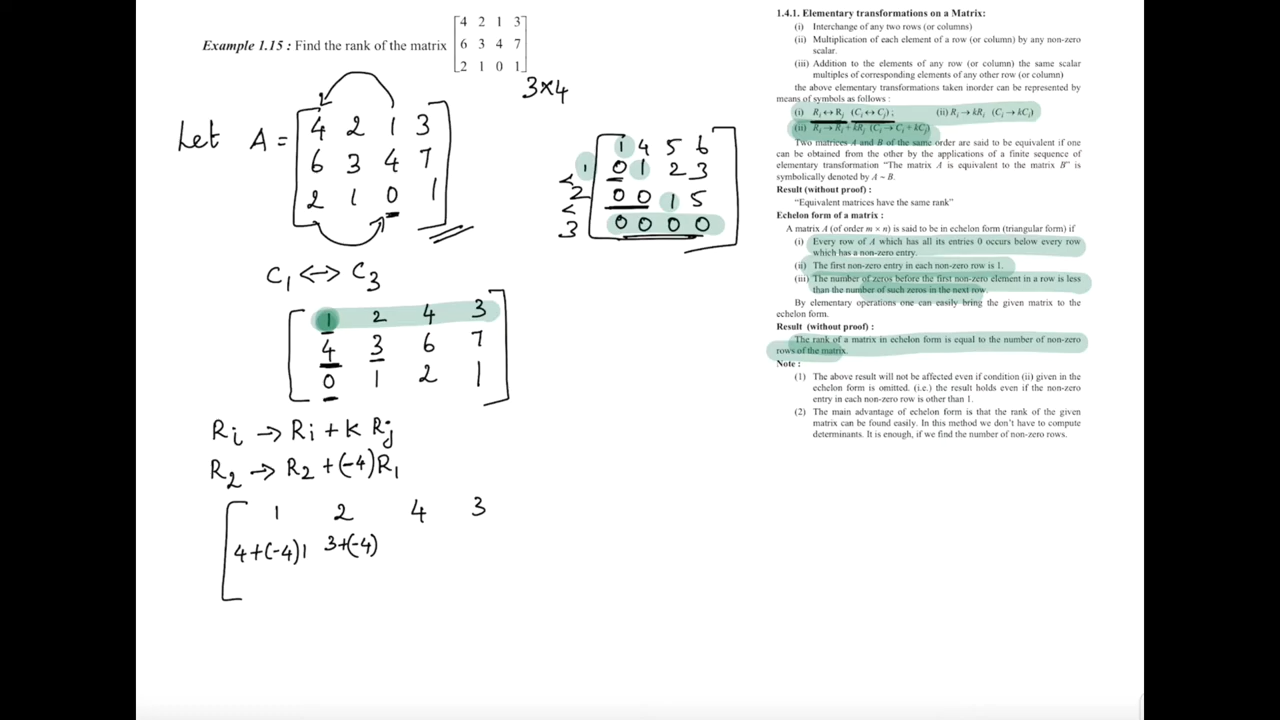 Example 1.15 : Find the rank of the matrix
4 2 1 3
6 3 4 7
2 1 0 1
3×4
Let A =
4 2 1 3
6 3 4 7
2 1 0 1
C1 ↔ C3
1 2 4 3
4 3 6 7
0 1 2 1
Ri → Ri + k Rj
R2 → R2 + (-4)R1
1 2 4 3
4+(-4)1 3+(-4)
1 4 5 6
1 0 1 2 3
<
2 0 0 1 5
<
3 0 0 0 0
1.4.1. Elementary transformations on a Matrix:
(i) Interchange of any two rows (or columns)
(ii) Multiplication of each element of a row (or column) by any non-zero
scalar.
(iii) Addition to the elements of any row (or column) the same scalar
multiples of corresponding elements of any other row (or column)
the above elementary transformations taken inorder can be represented by
means of symbols as follows :
(i) Ri ↔ Rj (Ci ↔ Cj) ; (ii) Ri → kRi (Ci → kCi)
(ii) Ri → Ri + kRj (Ci → Ci + kCj)
Two matrices A and B of the same order are said to be equivalent if one
can be obtained from the other by the applications of a finite sequence of
elementary transformation "The matrix A is equivalent to the matrix B" is
symbolically denoted by A ~ B.
Result (without proof) :
"Equivalent matrices have the same rank"
Echelon form of a matrix :
A matrix A (of order m × n) is said to be in echelon form (triangular form) if
(i) Every row of A which has all its entries 0 occurs below every row
which has a non-zero entry.
(ii) The first non-zero entry in each non-zero row is 1.
(iii) The number of zeros before the first non-zero element in a row is less
than the number of such zeros in the next row.
By elementary operations one can easily bring the given matrix to the
echelon form.
Result (without proof) :
The rank of a matrix in echelon form is equal to the number of non-zero
rows of the matrix.
Note :
(1) The above result will not be affected even if condition (ii) given in the
echelon form is omitted. (i.e.) the result holds even if the non-zero
entry in each non-zero row is other than 1.
(2) The main advantage of echelon form is that the rank of the given
matrix can be found easily. In this method we don't have to compute
determinants. It is enough, if we find the number of non-zero rows.